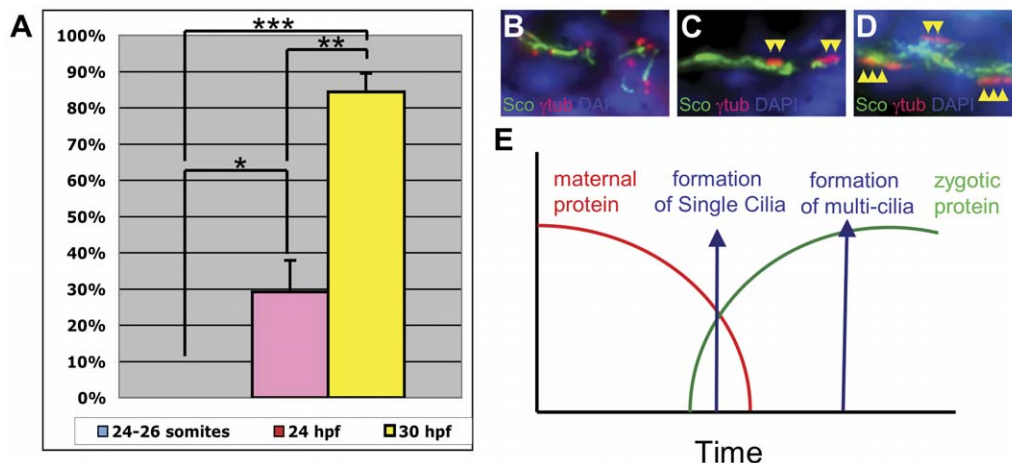 A
100%
90%
80%
70%
60%
50%
40%
30%
20%
10%
0%
***
**
*
24-26 somites 24 hpf 30 hpf
B
Sco γtub DAPI
C
Sco γtub DAPI
D
Sco γtub DAPI
E
maternal
protein
formation
of Single Cilia
formation
of multi-cilia
zygotic
protein
Time